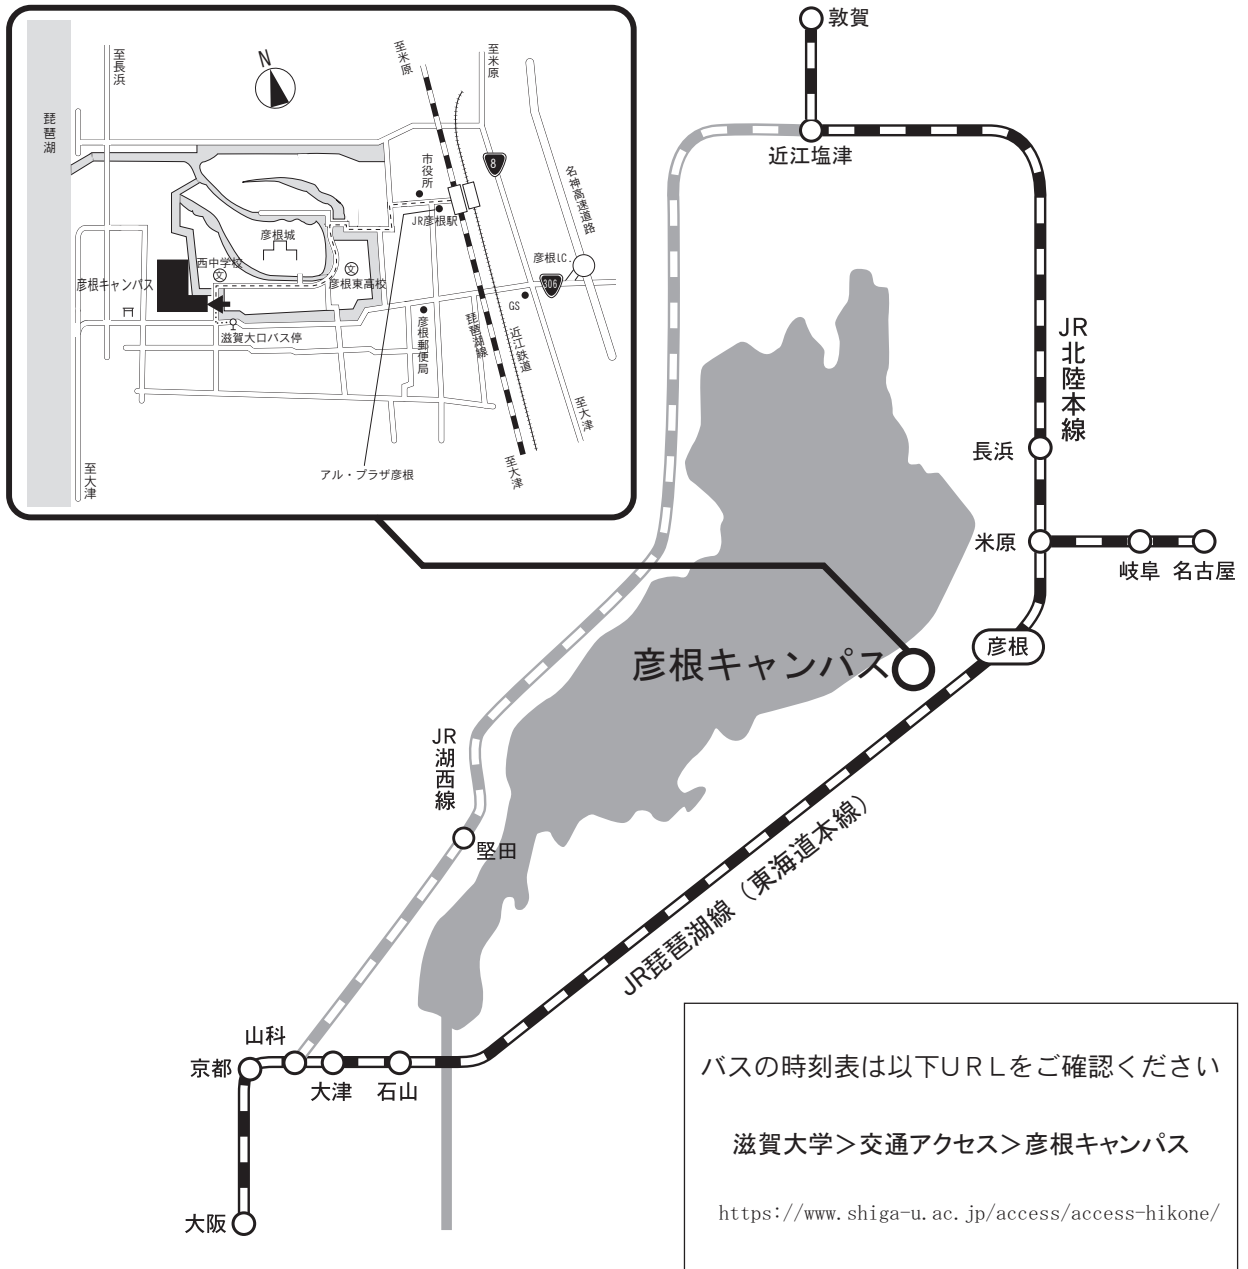 敦賀
近江塩津
至長浜
N
至米原
至米原
琵琶湖
8
市役所
名神高速道路
JR彦根駅
彦根城
彦根IC.
西中学校
文
文
彦根東高校
彦根キャンパス
306
GS
滋賀大口バス停
彦根郵便局
琵琶湖線
近江鉄道
至大津
至大津
至大津
アル・プラザ彦根
JR北陸本線
長浜
米原
岐阜
名古屋
彦根
彦根キャンパス
JR湖西線
堅田
JR琵琶湖線（東海道本線）
山科
京都
大津
石山
大阪
バスの時刻表は以下ＵＲＬをご確認ください
滋賀大学＞交通アクセス＞彦根キャンパス
https://www.shiga-u.ac.jp/access/access-hikone/